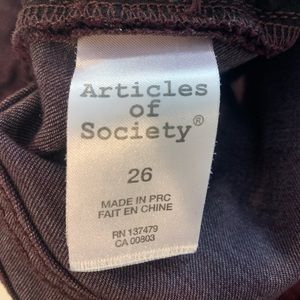 Articles
of
Society®
26
MADE IN PRC
FAIT EN CHINE
RN 137479
CA 00803